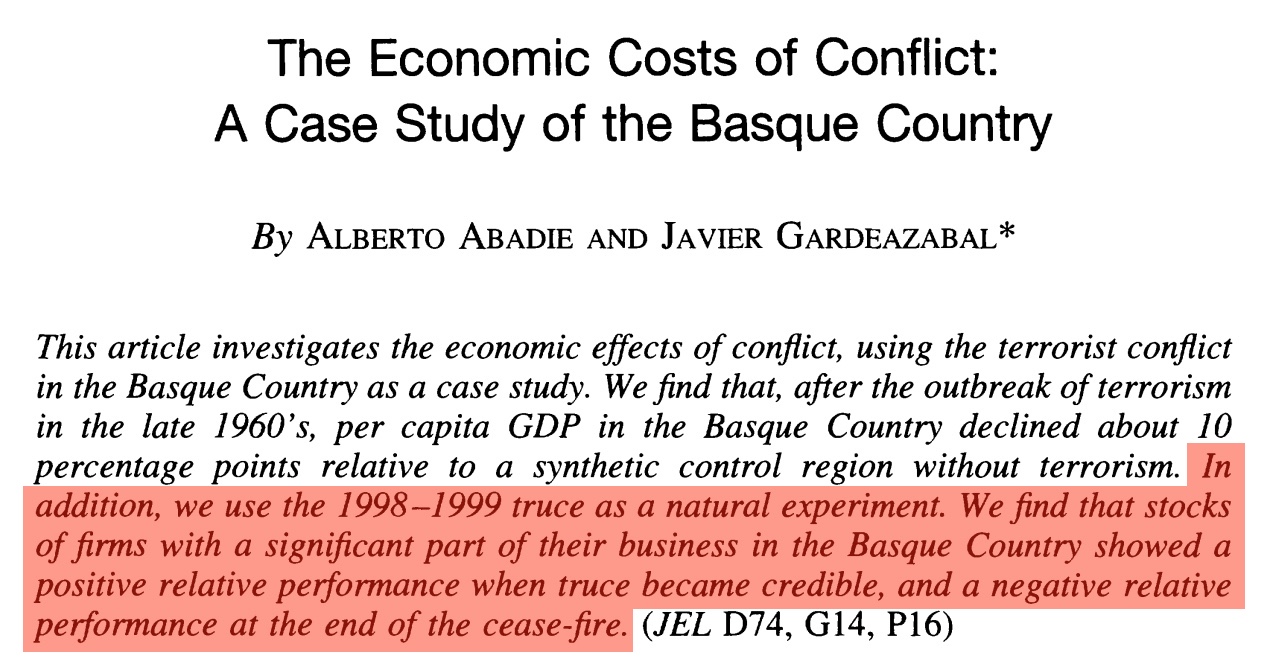 The Economic Costs of Conflict:
A Case Study of the Basque Country
By ALBERTO ABADIE AND JAVIER GARDEAZABAL*
This article investigates the economic effects of conflict, using the terrorist conflict
in the Basque Country as a case study. We find that, after the outbreak of terrorism
in the late 1960's, per capita GDP in the Basque Country declined about 10
percentage points relative to a synthetic control region without terrorism. In
addition, we use the 1998–1999 truce as a natural experiment. We find that stocks
of firms with a significant part of their business in the Basque Country showed a
positive relative performance when truce became credible, and a negative relative
performance at the end of the cease-fire. (JEL D74, G14, P16)